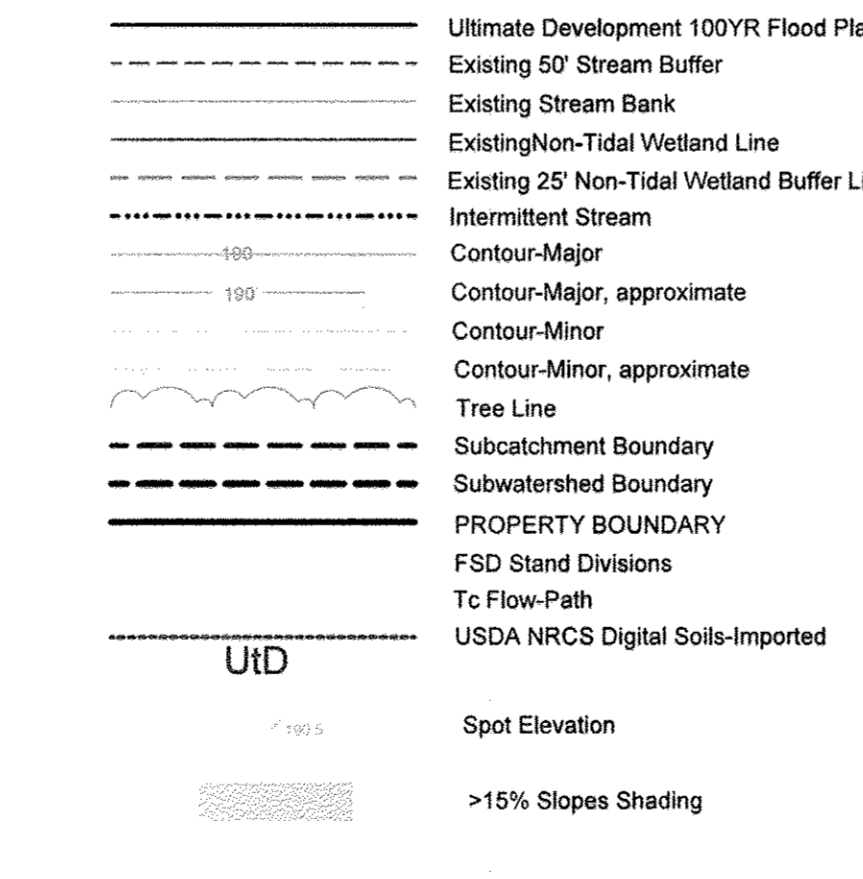 Ultimate Development 100YR Flood Pla
Existing 50' Stream Buffer
Existing Stream Bank
ExistingNon-Tidal Wetland Line
Existing 25' Non-Tidal Wetland Buffer Li
Intermittent Stream
190 Contour-Major
190 Contour-Major, approximate
Contour-Minor
Contour-Minor, approximate
Tree Line
Subcatchment Boundary
Subwatershed Boundary
PROPERTY BOUNDARY
FSD Stand Divisions
Tc Flow-Path
USDA NRCS Digital Soils-Imported
UtD
190.5 Spot Elevation
>15% Slopes Shading